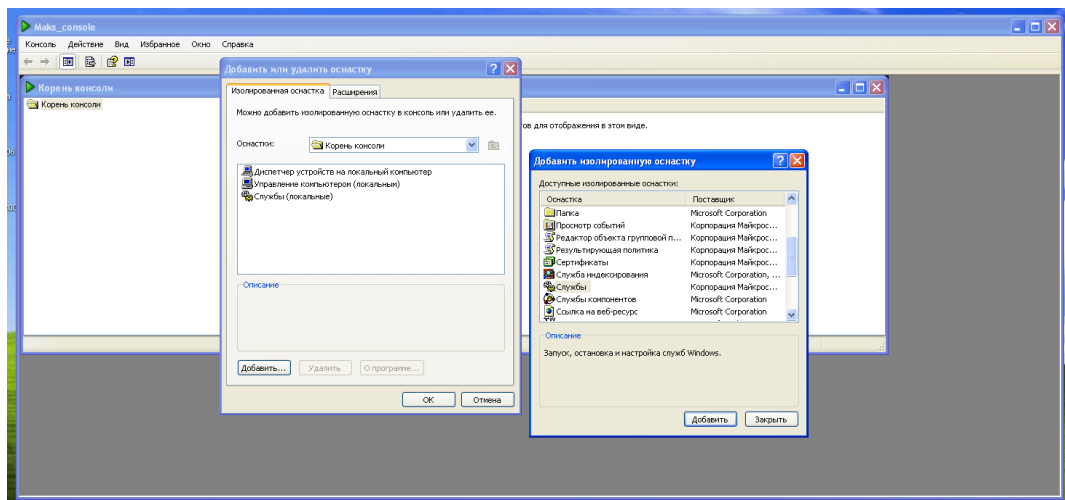 Maks_console
Консоль Действие Вид Избранное Окно Справка
Корень консоли
Корень консоли
Добавить или удалить оснастку
Изолированная оснастка Расширения
Можно добавить изолированную оснастку в консоль или удалить ее.
Оснастки: Корень консоли
Диспетчер устройств на локальный компьютер
Управление компьютером (локальным)
Службы (локальные)
Описание
Добавить... Удалить О программе...
ОК Отмена
для отображения в этом виде.
Добавить изолированную оснастку
Доступные изолированные оснастки:
Оснастка Поставщик
Папка Microsoft Corporation
Просмотр событий Корпорация Майкрос...
Редактор объекта групповой п... Корпорация Майкрос...
Результирующая политика Корпорация Майкрос...
Сертификаты Корпорация Майкрос...
Служба индексирования Microsoft Corporation, ...
Службы Корпорация Майкрос...
Службы компонентов Microsoft Corporation
Ссылка на веб-ресурс Microsoft Corporation
Описание
Запуск, остановка и настройка служб Windows.
Добавить Закрыть